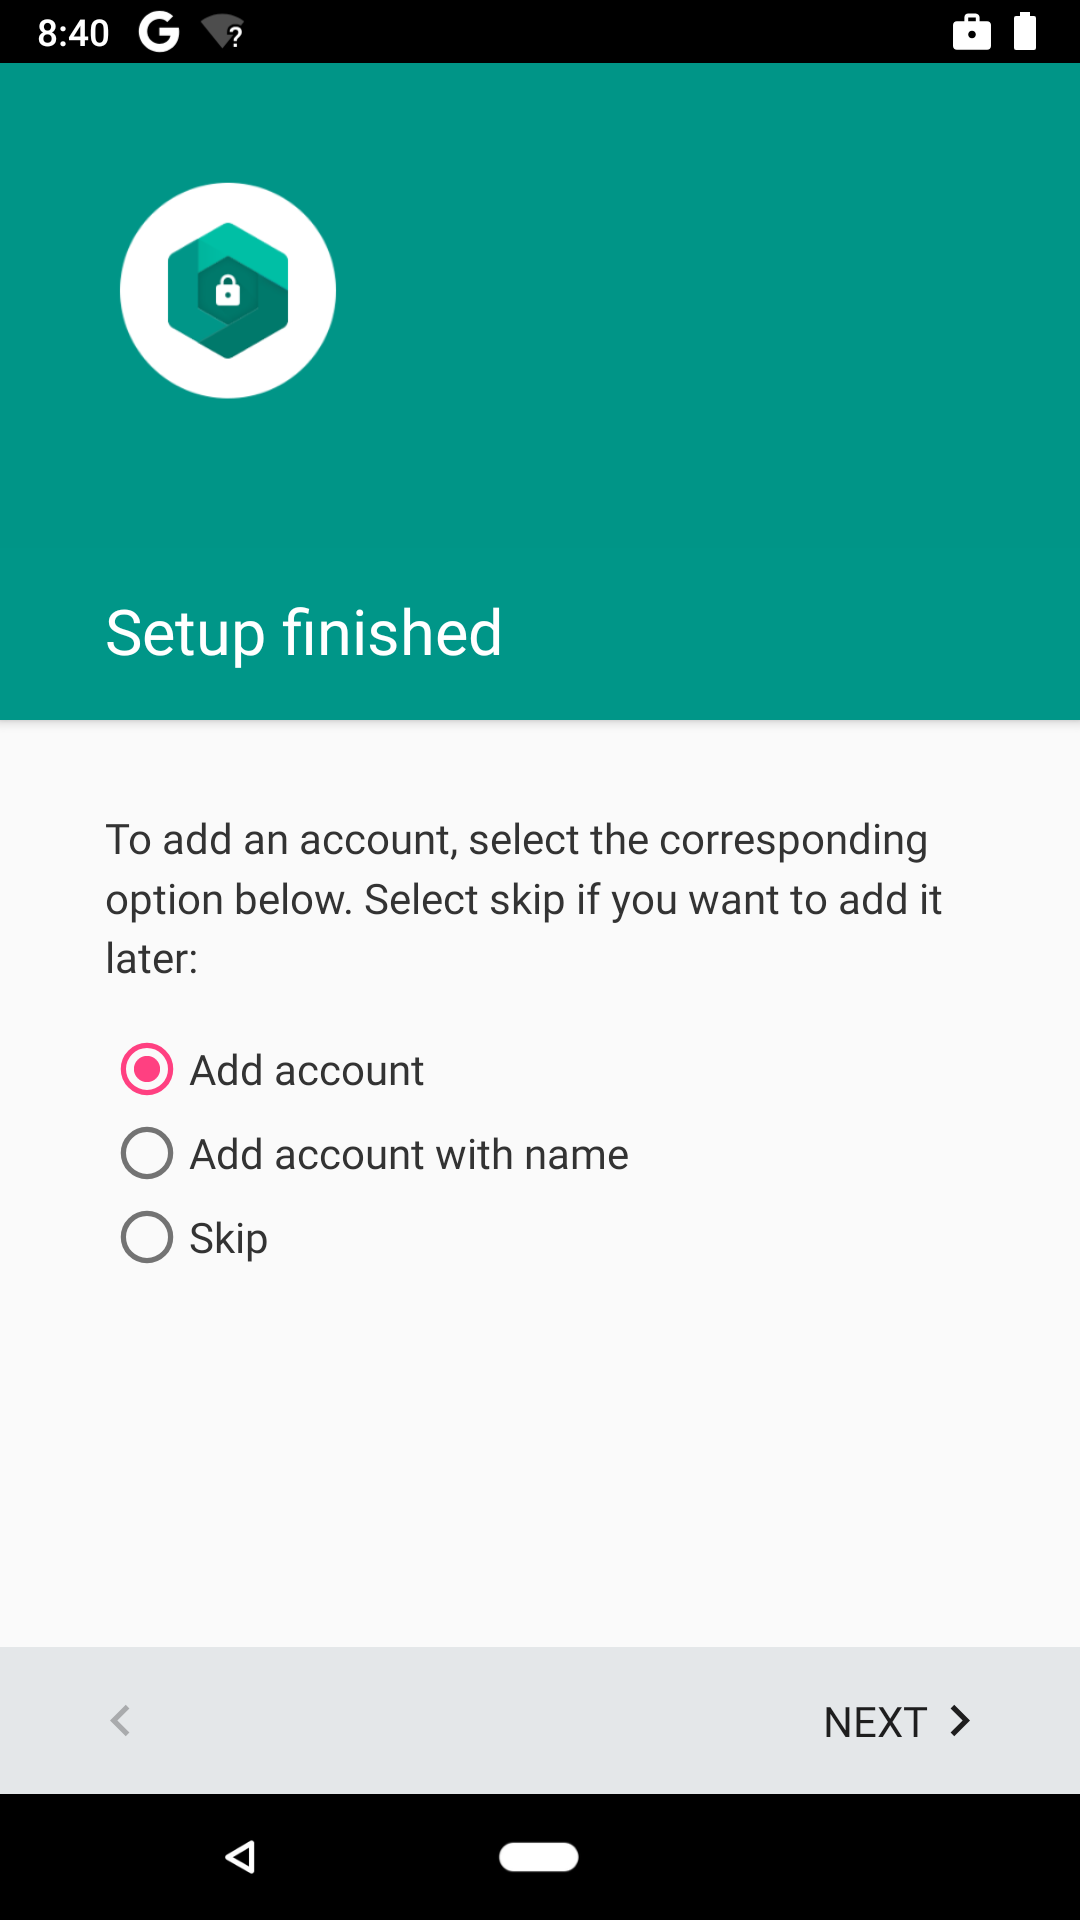 8:40
Setup finished
To add an account, select the corresponding
option below. Select skip if you want to add it
later:
Add account
Add account with name
Skip
NEXT